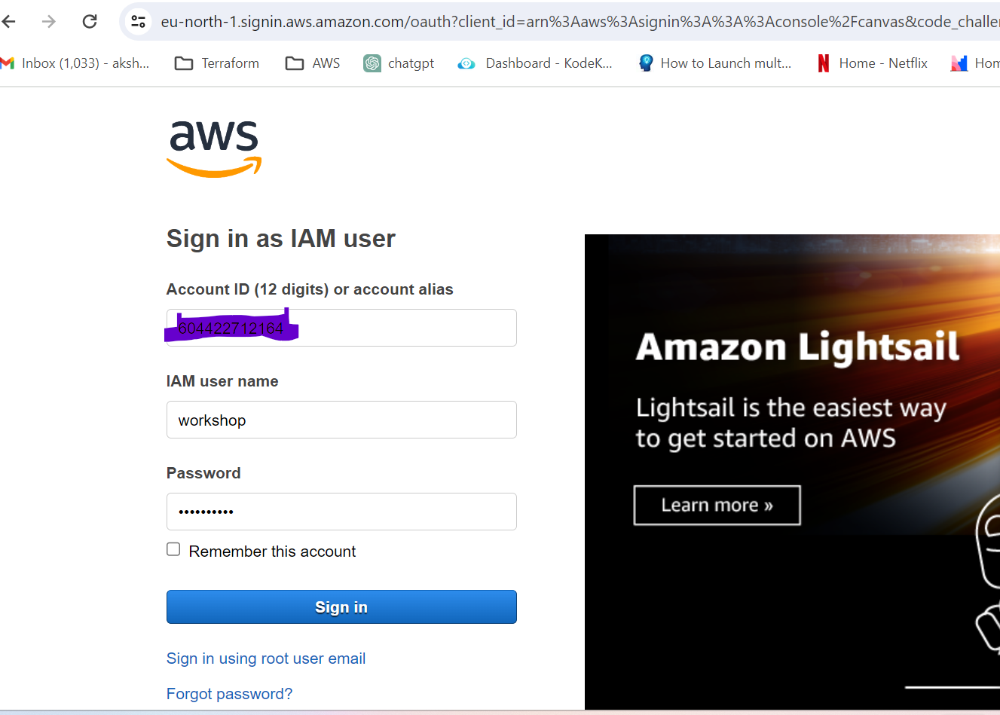 eu-north-1.signin.aws.amazon.com/oauth?client_id=arn%3Aaws%3Asignin%3A%3A%3Aconsole%2Fcanvas&code_challe
Inbox (1,033) - aksh... Terraform AWS chatgpt Dashboard - KodeK... How to Launch mult... N Home - Netflix Hom
aws
Sign in as IAM user
Account ID (12 digits) or account alias
604422712164
IAM user name
workshop
Password
••••••••••
Remember this account
Sign in
Sign in using root user email
Forgot password?
Amazon Lightsail
Lightsail is the easiest way
to get started on AWS
Learn more »